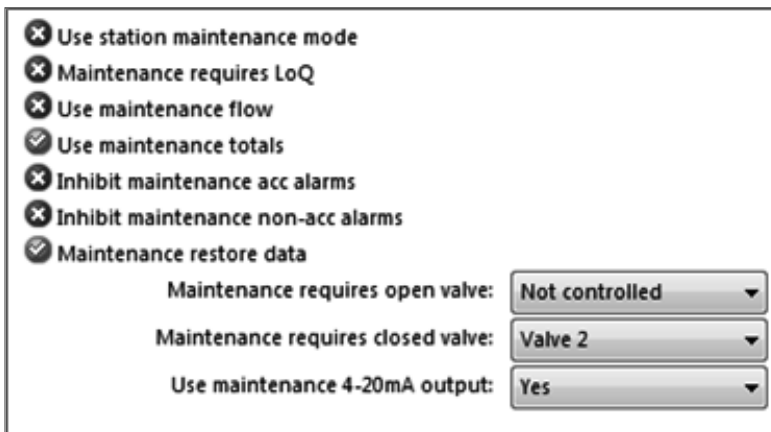 Use station maintenance mode
Maintenance requires LoQ
Use maintenance flow
Use maintenance totals
Inhibit maintenance acc alarms
Inhibit maintenance non-acc alarms
Maintenance restore data
Maintenance requires open valve: Not controlled
Maintenance requires closed valve: Valve 2
Use maintenance 4-20mA output: Yes